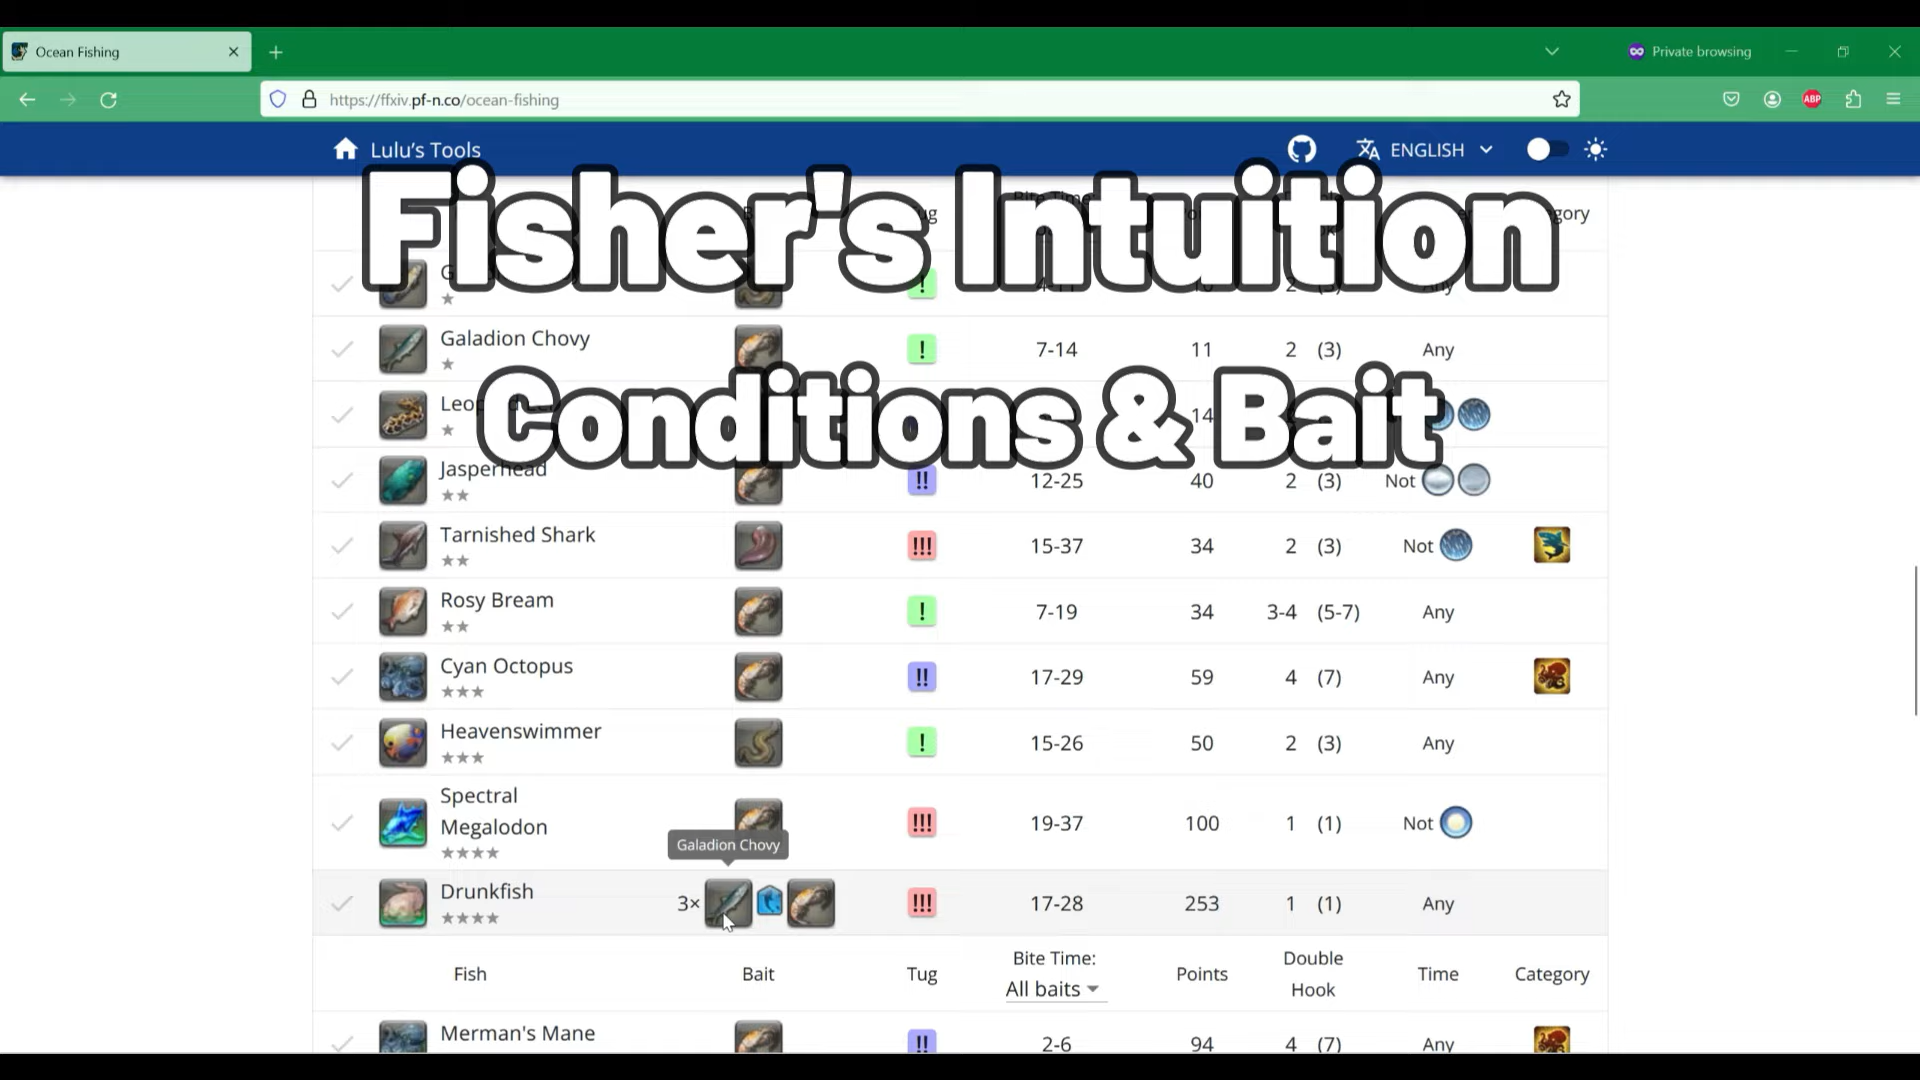 Ocean Fishing
Private browsing
https://ffxiv.pf-n.co/ocean-fishing
ABP
Lulu's Tools
ENGLISH
Fisher's Intuition
Conditions & Bait
!
2
Any
Galadion Chovy
★
! 7-14 11 2 (3) Any
14
★
Jasperhead
★★
!! 12-25 40 2 (3) Not
Tarnished Shark
★★
!!! 15-37 34 2 (3) Not
Rosy Bream
★★
! 7-19 34 3-4 (5-7) Any
Cyan Octopus
★★★
!! 17-29 59 4 (7) Any
Heavenswimmer
★★★
! 15-26 50 2 (3) Any
Spectral
Megalodon
★★★★
!!! 19-37 100 1 (1) Not
Galadion Chovy
Drunkfish
★★★★
3× !!! 17-28 253 1 (1) Any
Fish Bait Tug Bite Time: All baits Points Double Hook Time Category
Merman's Mane
!! 2-6 94 4 (7) Any